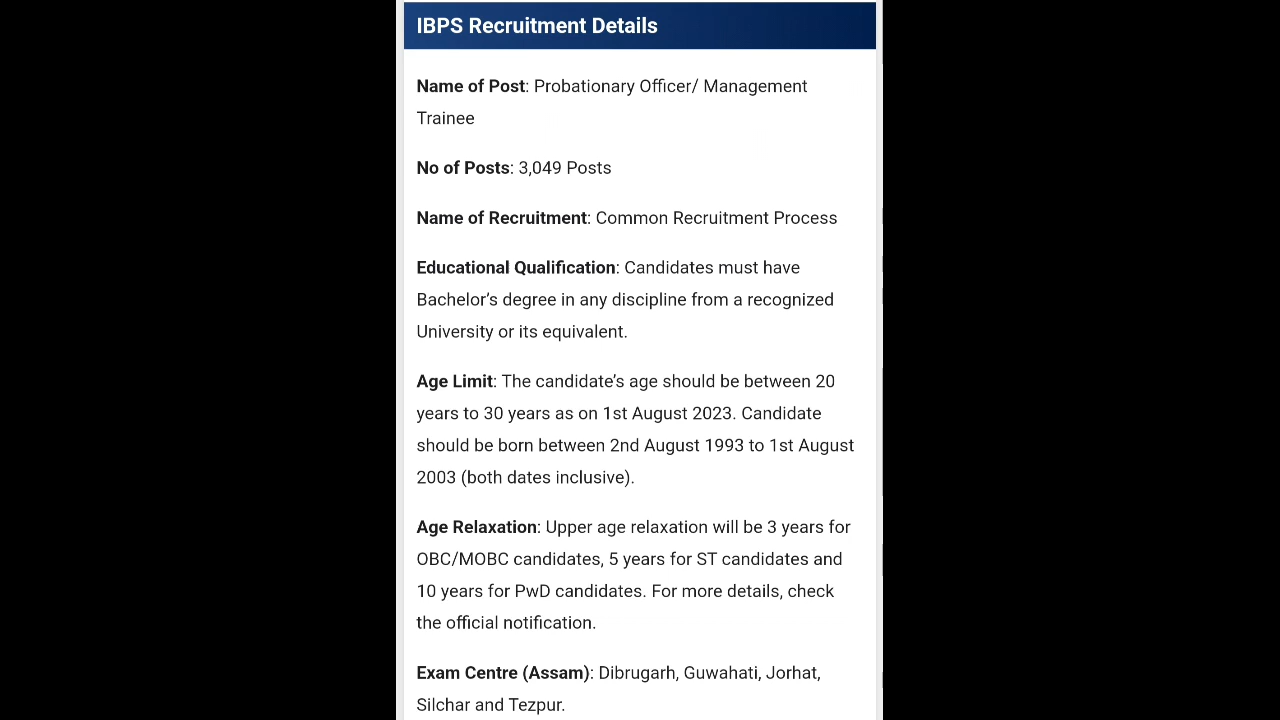 IBPS Recruitment Details
Name of Post: Probationary Officer/ Management
Trainee
No of Posts: 3,049 Posts
Name of Recruitment: Common Recruitment Process
Educational Qualification: Candidates must have
Bachelor’s degree in any discipline from a recognized
University or its equivalent.
Age Limit: The candidate’s age should be between 20
years to 30 years as on 1st August 2023. Candidate
should be born between 2nd August 1993 to 1st August
2003 (both dates inclusive).
Age Relaxation: Upper age relaxation will be 3 years for
OBC/MOBC candidates, 5 years for ST candidates and
10 years for PwD candidates. For more details, check
the official notification.
Exam Centre (Assam): Dibrugarh, Guwahati, Jorhat,
Silchar and Tezpur.